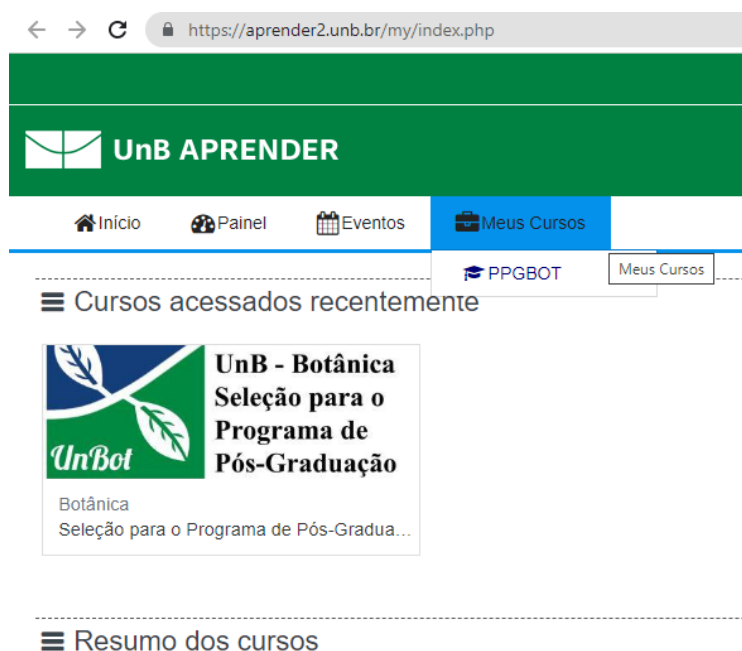 https://aprender2.unb.br/my/index.php
UnB APRENDER
Início Painel Eventos Meus Cursos
PPGBOT Meus Cursos
Cursos acessados recentemente
UnB - Botânica
Seleção para o
Programa de
Pós-Graduação
UnBot
Botânica
Seleção para o Programa de Pós-Gradua...
Resumo dos cursos